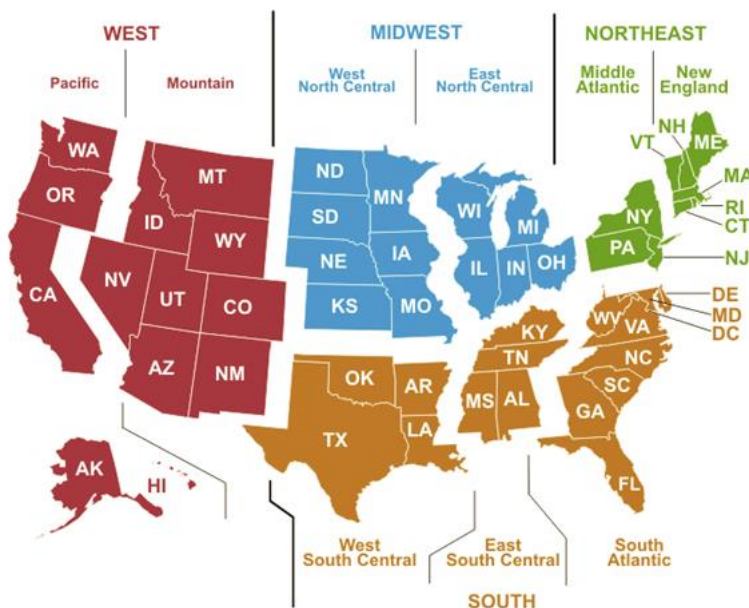 WEST
MIDWEST
NORTHEAST
Pacific
Mountain
West
North Central
East
North Central
Middle
Atlantic
New
England
WA
OR
CA
MT
ID
WY
NV
UT
CO
AZ
NM
AK
HI
ND
SD
NE
KS
MN
IA
MO
WI
MI
IL
IN
OH
VT
NH
ME
MA
RI
CT
NY
PA
NJ
DE
MD
DC
WV
VA
NC
SC
GA
FL
KY
TN
MS
AL
OK
AR
TX
LA
West
South Central
East
South Central
South
Atlantic
SOUTH